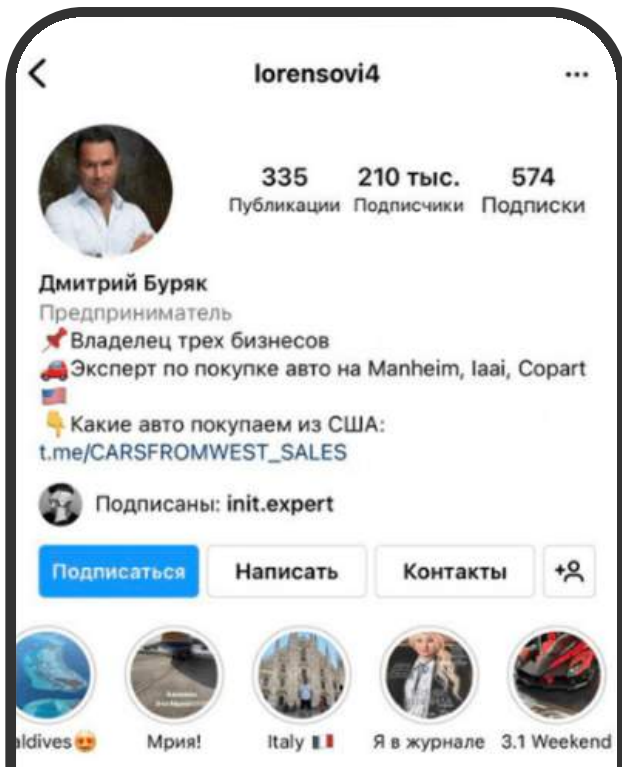 lorensovi4
335 210 тыс. 574
Публикации Подписчики Подписки
Дмитрий Буряк
Предприниматель
📌Владелец трех бизнесов
🚗Эксперт по покупке авто на Manheim, Iaai, Copart
🇺🇸
👇Какие авто покупаем из США:
t.me/CARSFROMWEST_SALES
Подписаны: init.expert
Подписаться Написать Контакты
aldives😍 Мрия! Italy 🇮🇹 Я в журнале 3.1 Weekend